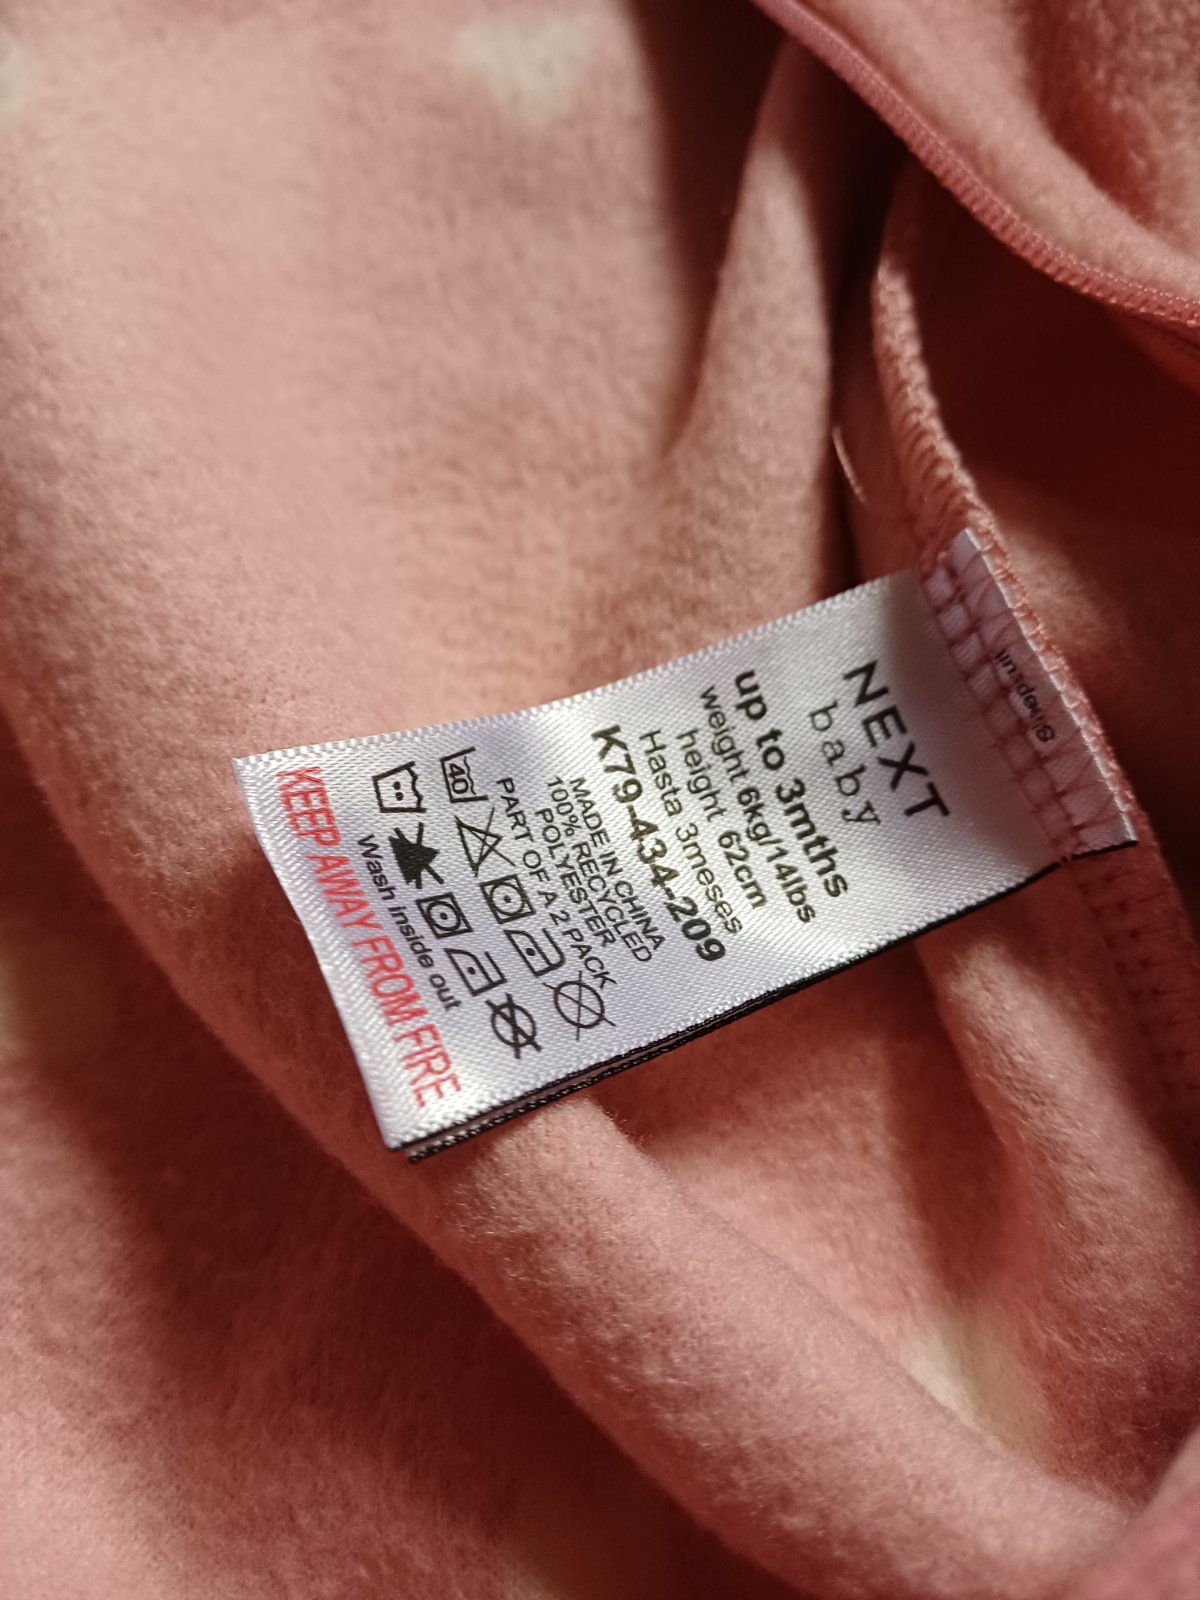 NEXT
baby
up to 3mths
weight 6kg/14lbs
height 62cm
Hasta 3meses
K79-434-209
MADE IN CHINA
100% RECYCLED
POLYESTER
PART OF A 2 PACK
40
Wash inside out
KEEP AWAY FROM FIRE